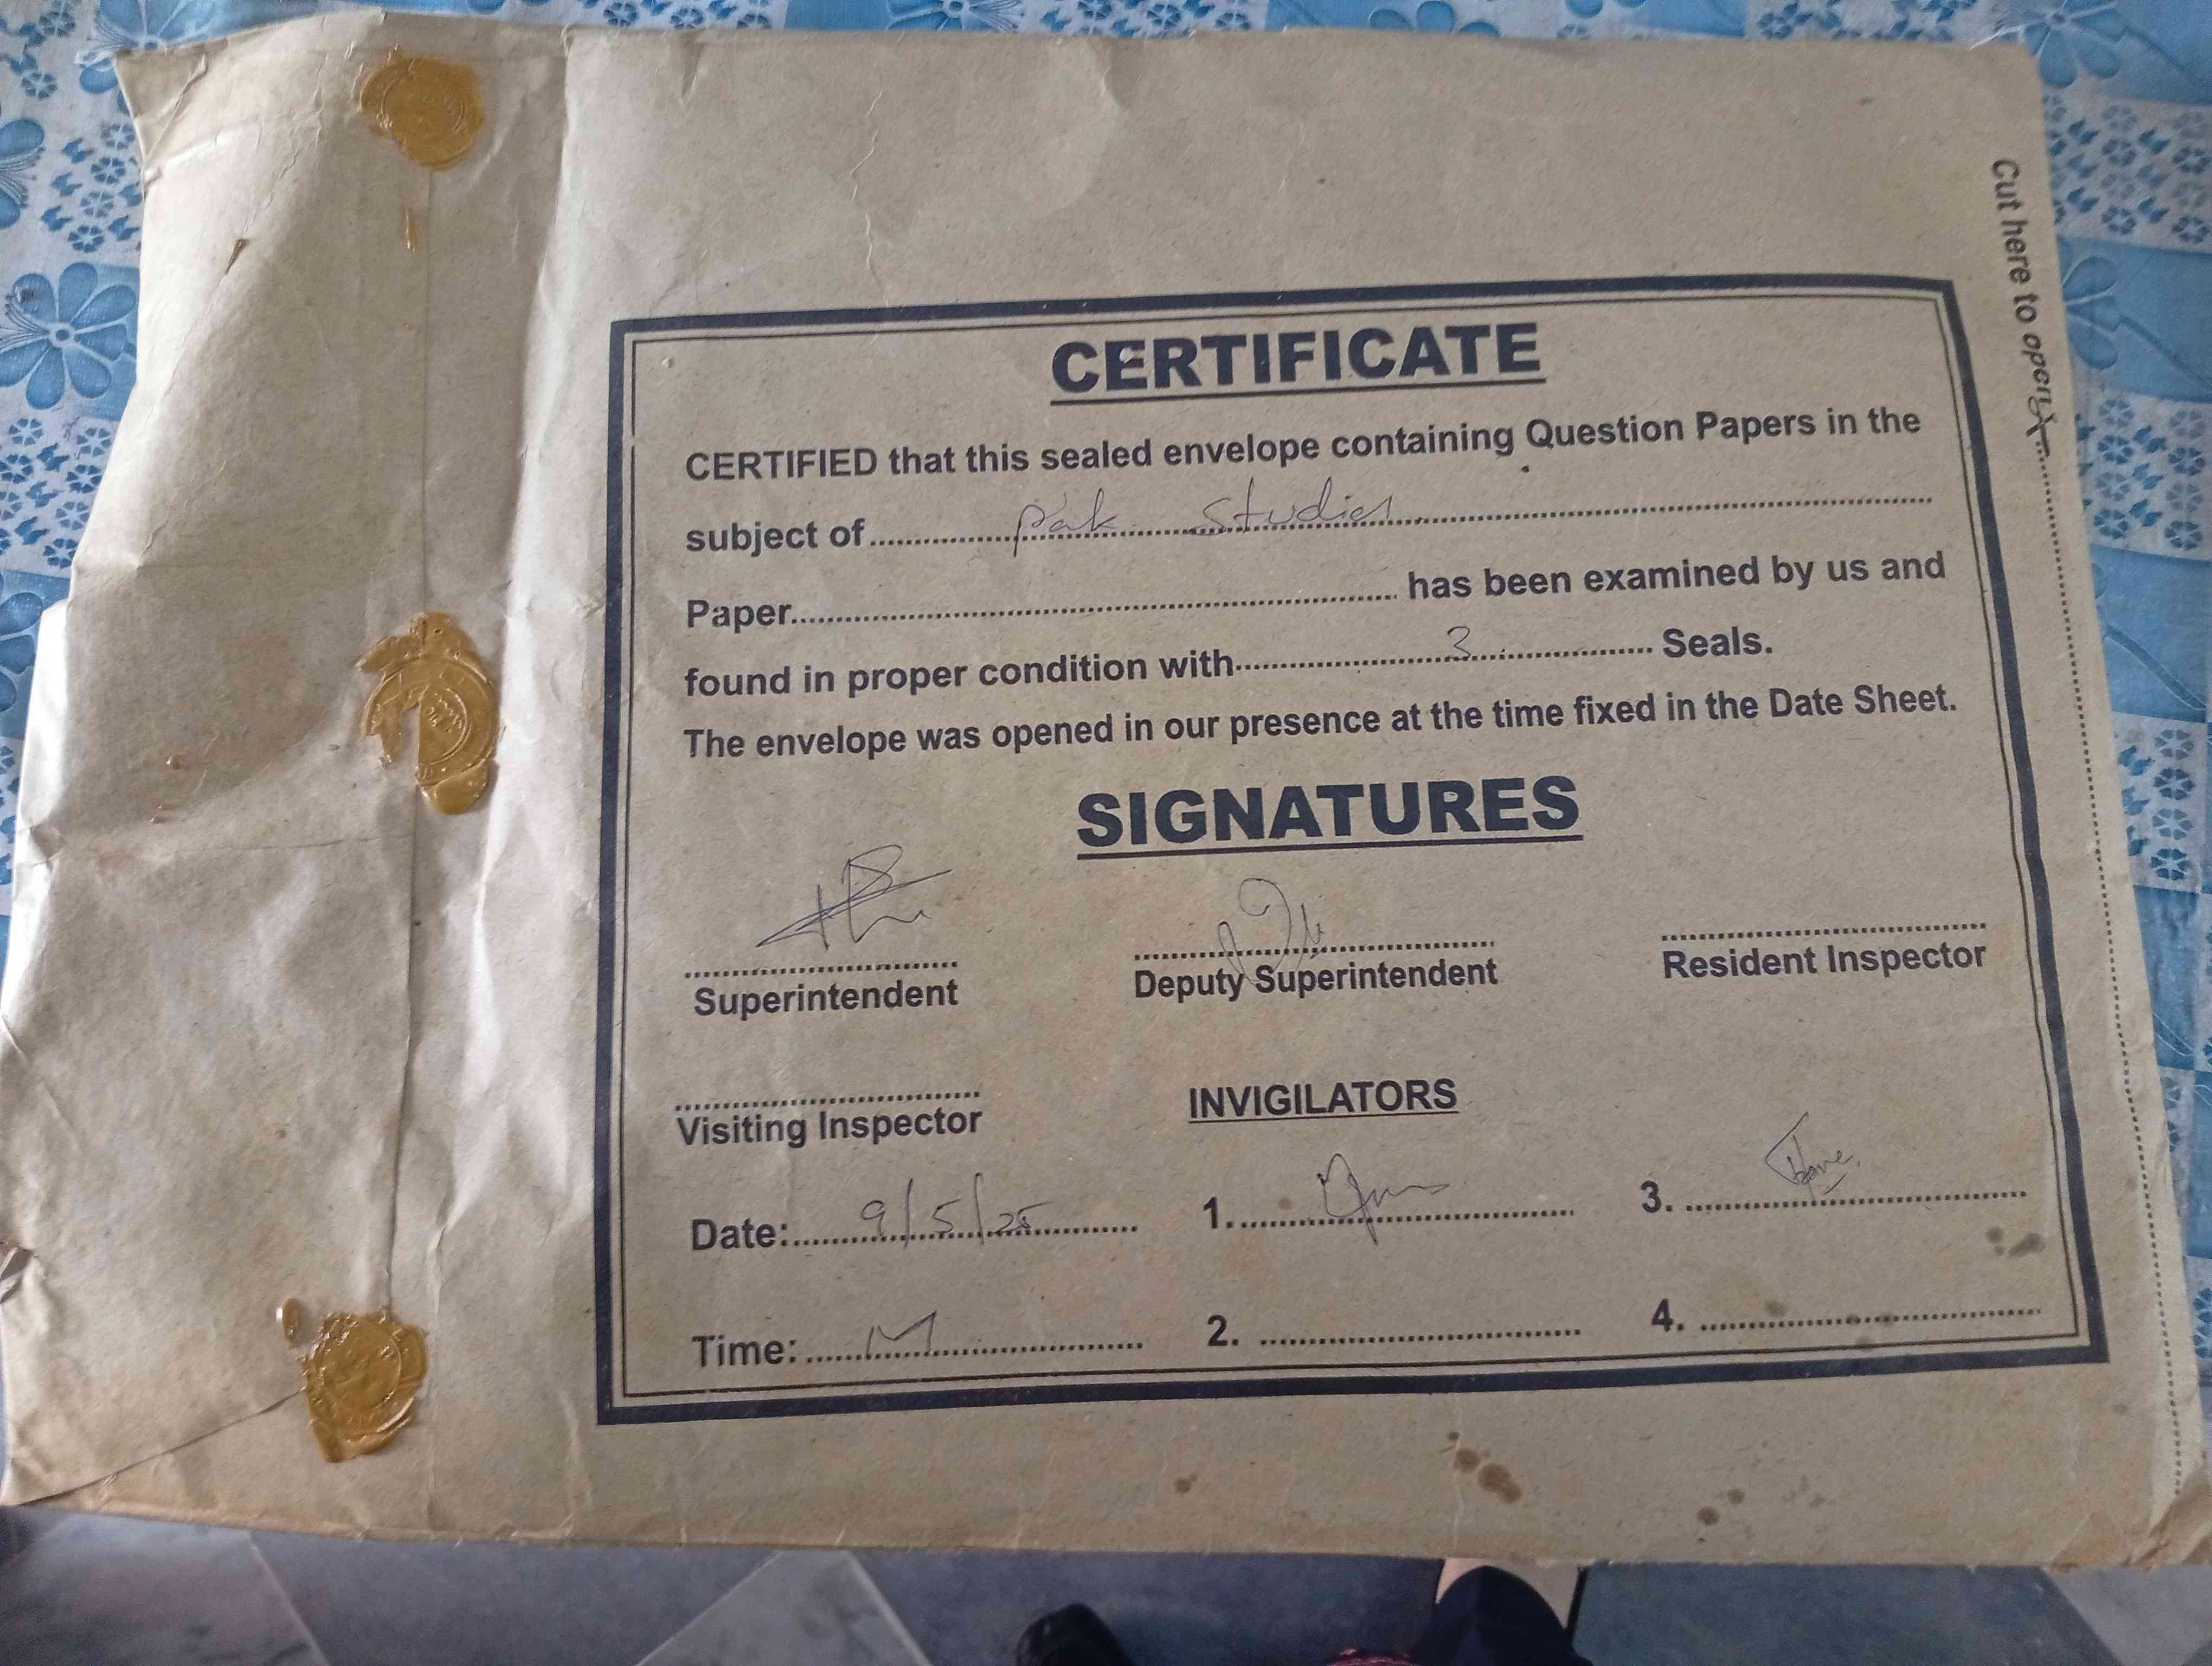 CERTIFICATE
CERTIFIED that this sealed envelope containing Question Papers in the
subject of.................Pak Studies.................
Paper................................ has been examined by us and
found in proper condition with................3................ Seals.
The envelope was opened in our presence at the time fixed in the Date Sheet.
SIGNATURES
Superintendent Deputy Superintendent Resident Inspector
Visiting Inspector INVIGILATORS
Date:........9/5/25........ 1............ 3. ............
Time:........M........ 2. ............ 4. ............
Cut here to open